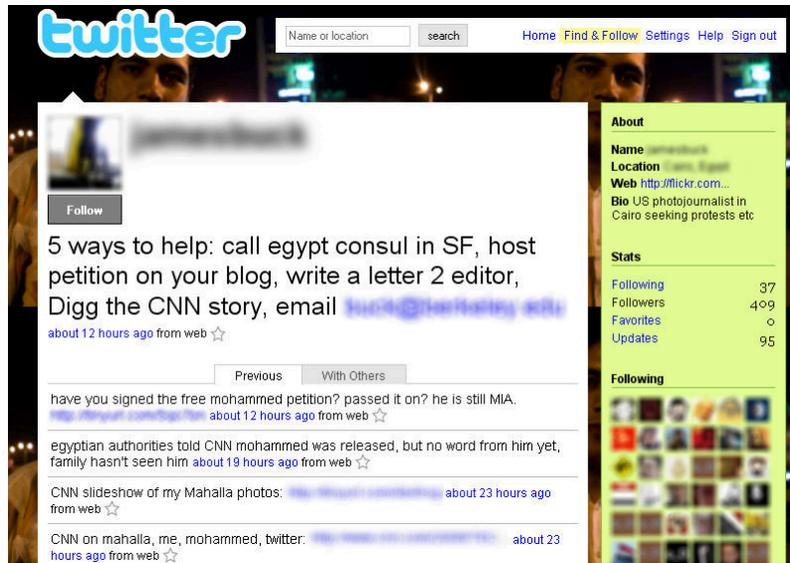 twitter
Name or location search Home Find & Follow Settings Help Sign out
Follow
5 ways to help: call egypt consul in SF, host
petition on your blog, write a letter 2 editor,
Digg the CNN story, email
about 12 hours ago from web
Previous With Others
have you signed the free mohammed petition? passed it on? he is still MIA.
about 12 hours ago from web
egyptian authorities told CNN mohammed was released, but no word from him yet,
family hasn't seen him about 19 hours ago from web
CNN slideshow of my Mahalla photos: about 23 hours ago
from web
CNN on mahalla, me, mohammed, twitter: about 23
hours ago from web
About
Name
Location
Web http://flickr.com...
Bio US photojournalist in
Cairo seeking protests etc
Stats
Following 37
Followers 409
Favorites 0
Updates 95
Following